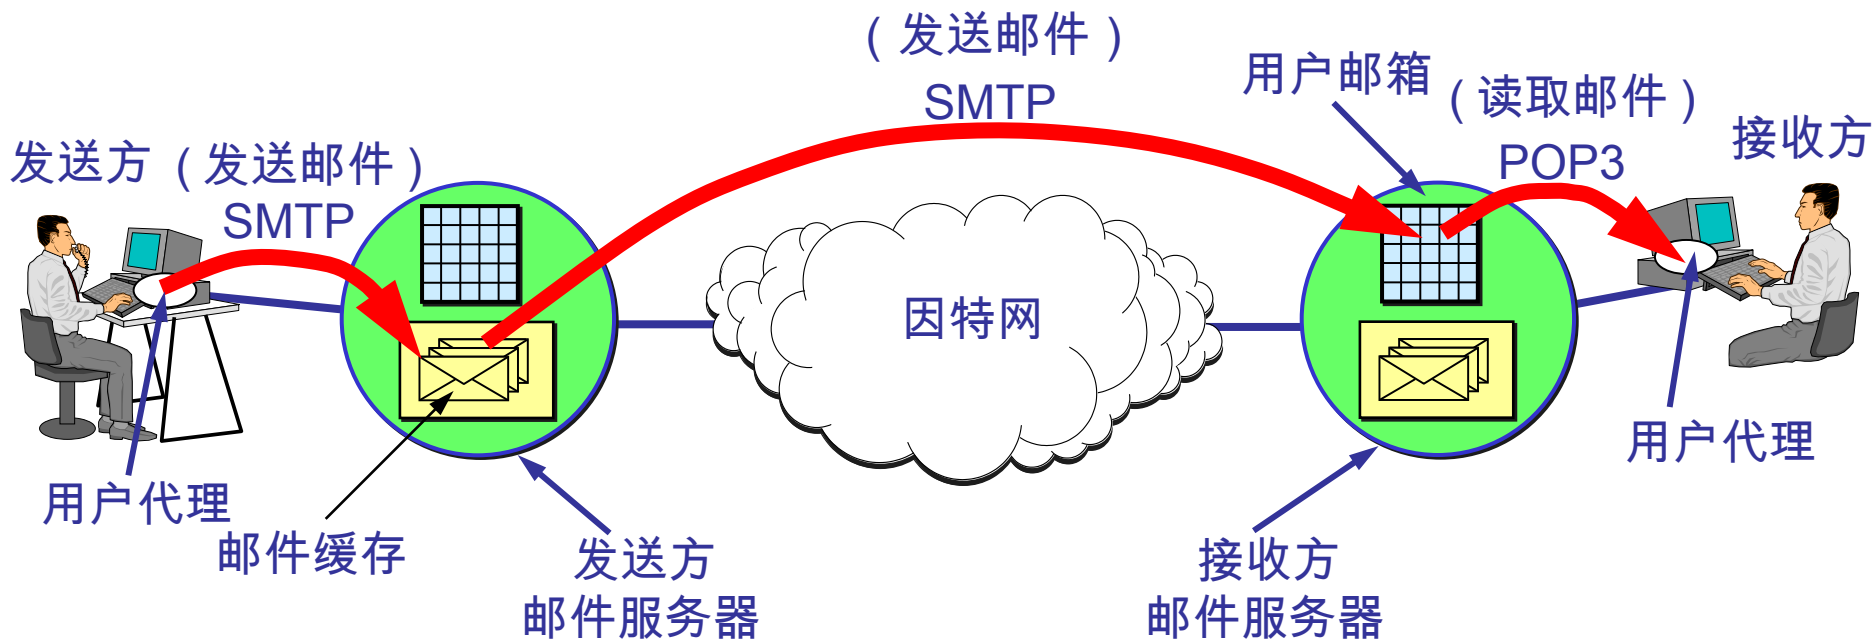 （发送邮件）
SMTP
用户邮箱
（读取邮件）
POP3
接收方
发送方
（发送邮件）
SMTP
因特网
用户代理
邮件缓存
发送方
邮件服务器
接收方
邮件服务器
用户代理